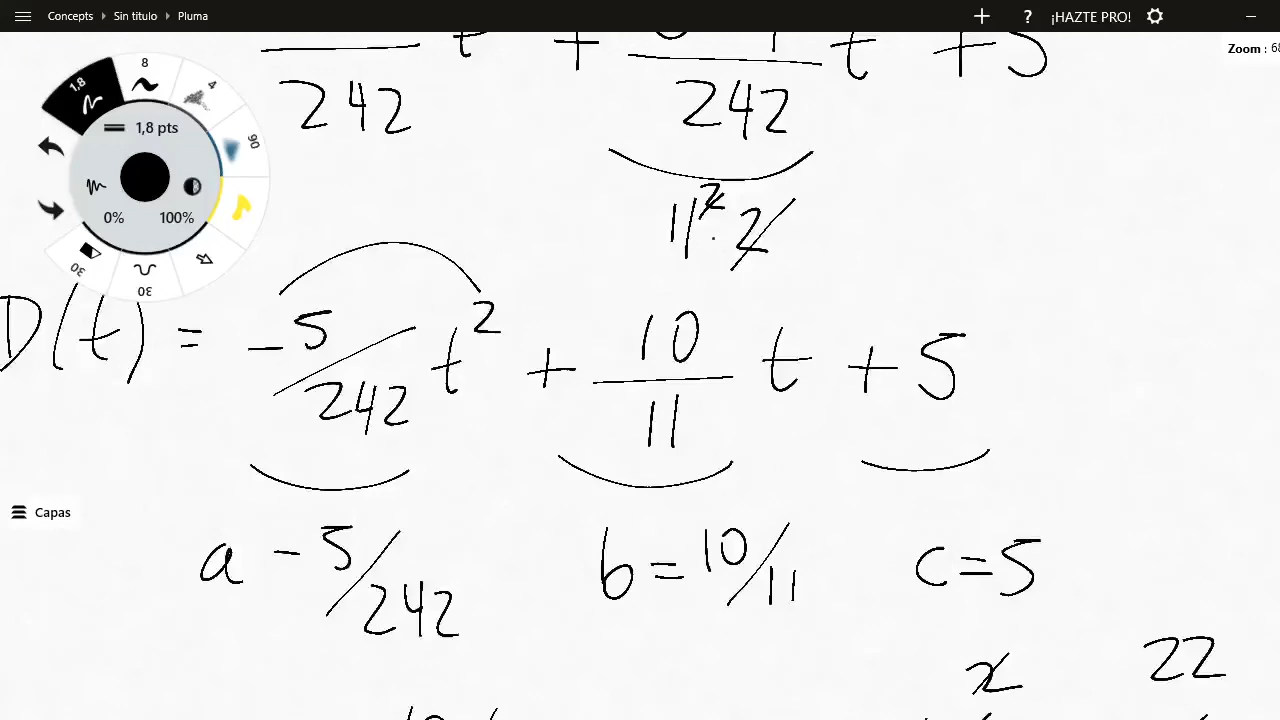 Concepts › Sin título › Pluma + ? ¡HAZTE PRO! –
Zoom : 68
8
1,8
4
90
1,8 pts
0% 100%
30
30
t + t + 5
242 242
11² · 2
D(t) = -5/242 t² + 10/11 t + 5
Capas
a - 5/242 b = 10/11 c = 5
x 22